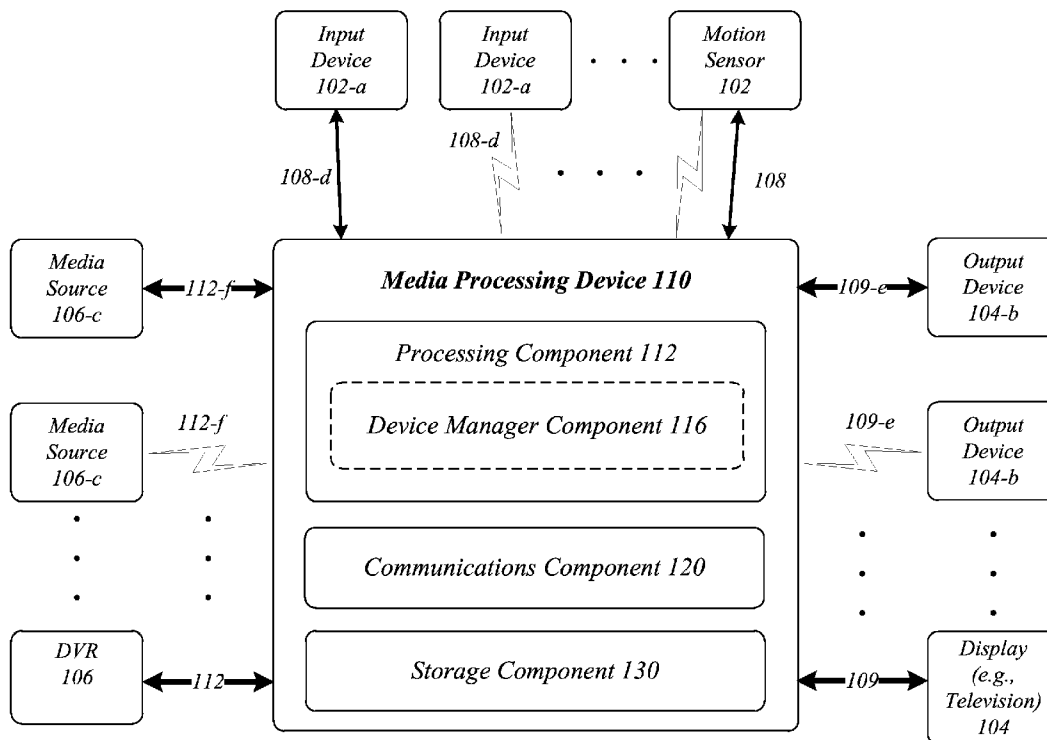 Input
Device
102-a
Input
Device
102-a
Motion
Sensor
102
108-d
108-d
108
Media
Source
106-c
112-f
Media Processing Device 110
109-e
Output
Device
104-b
Processing Component 112
Device Manager Component 116
Media
Source
106-c
112-f
109-e
Output
Device
104-b
Communications Component 120
DVR
106
112
Storage Component 130
109
Display
(e.g.,
Television)
104